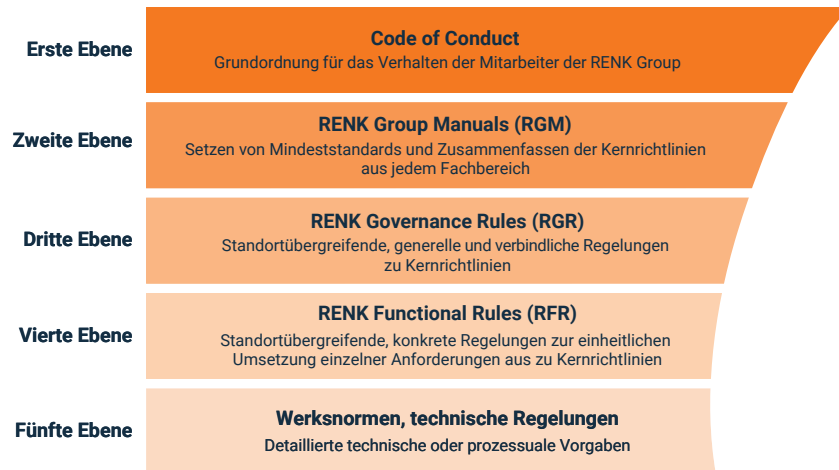 Erste Ebene
Code of Conduct
Grundordnung für das Verhalten der Mitarbeiter der RENK Group
Zweite Ebene
RENK Group Manuals (RGM)
Setzen von Mindeststandards und Zusammenfassen der Kernrichtlinien
aus jedem Fachbereich
Dritte Ebene
RENK Governance Rules (RGR)
Standortübergreifende, generelle und verbindliche Regelungen
zu Kernrichtlinien
Vierte Ebene
RENK Functional Rules (RFR)
Standortübergreifende, konkrete Regelungen zur einheitlichen
Umsetzung einzelner Anforderungen aus zu Kernrichtlinien
Fünfte Ebene
Werksnormen, technische Regelungen
Detaillierte technische oder prozessuale Vorgaben